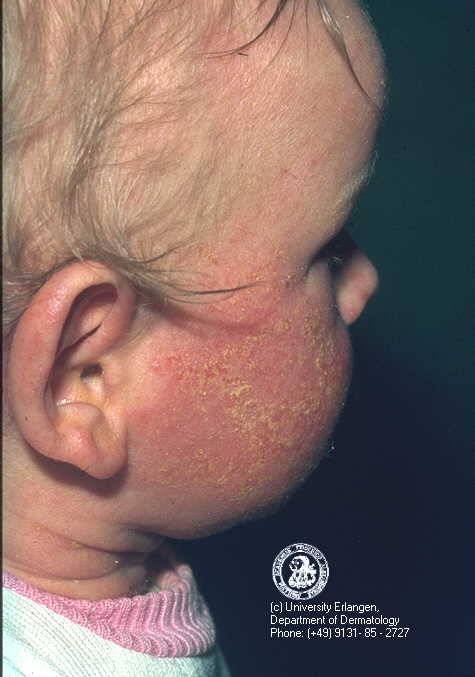 (c) University Erlangen,
Department of Dermatology
Phone: (+49) 9131- 85 - 2727